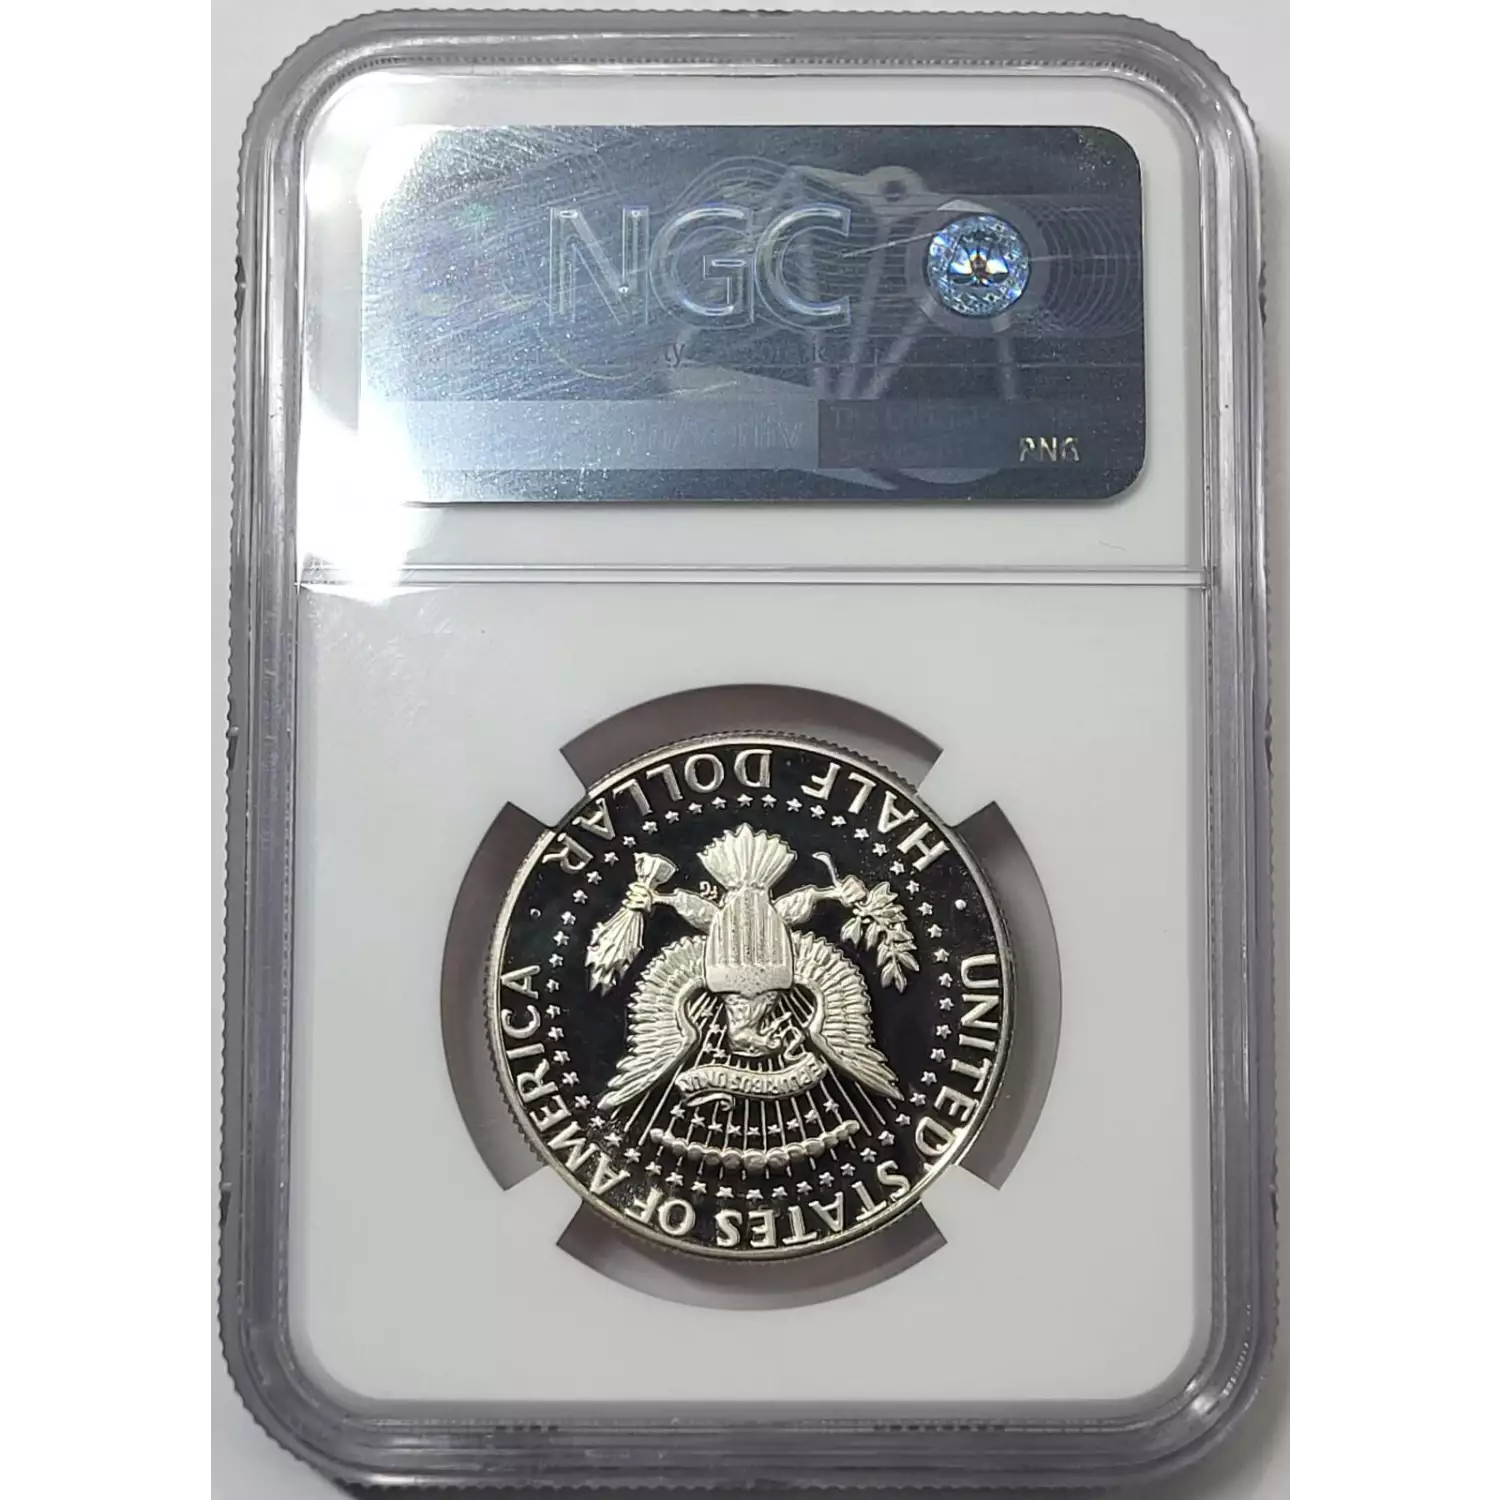 NGC
PNG
UNITED STATES OF AMERICA
E PLURIBUS UNUM
HALF DOLLAR